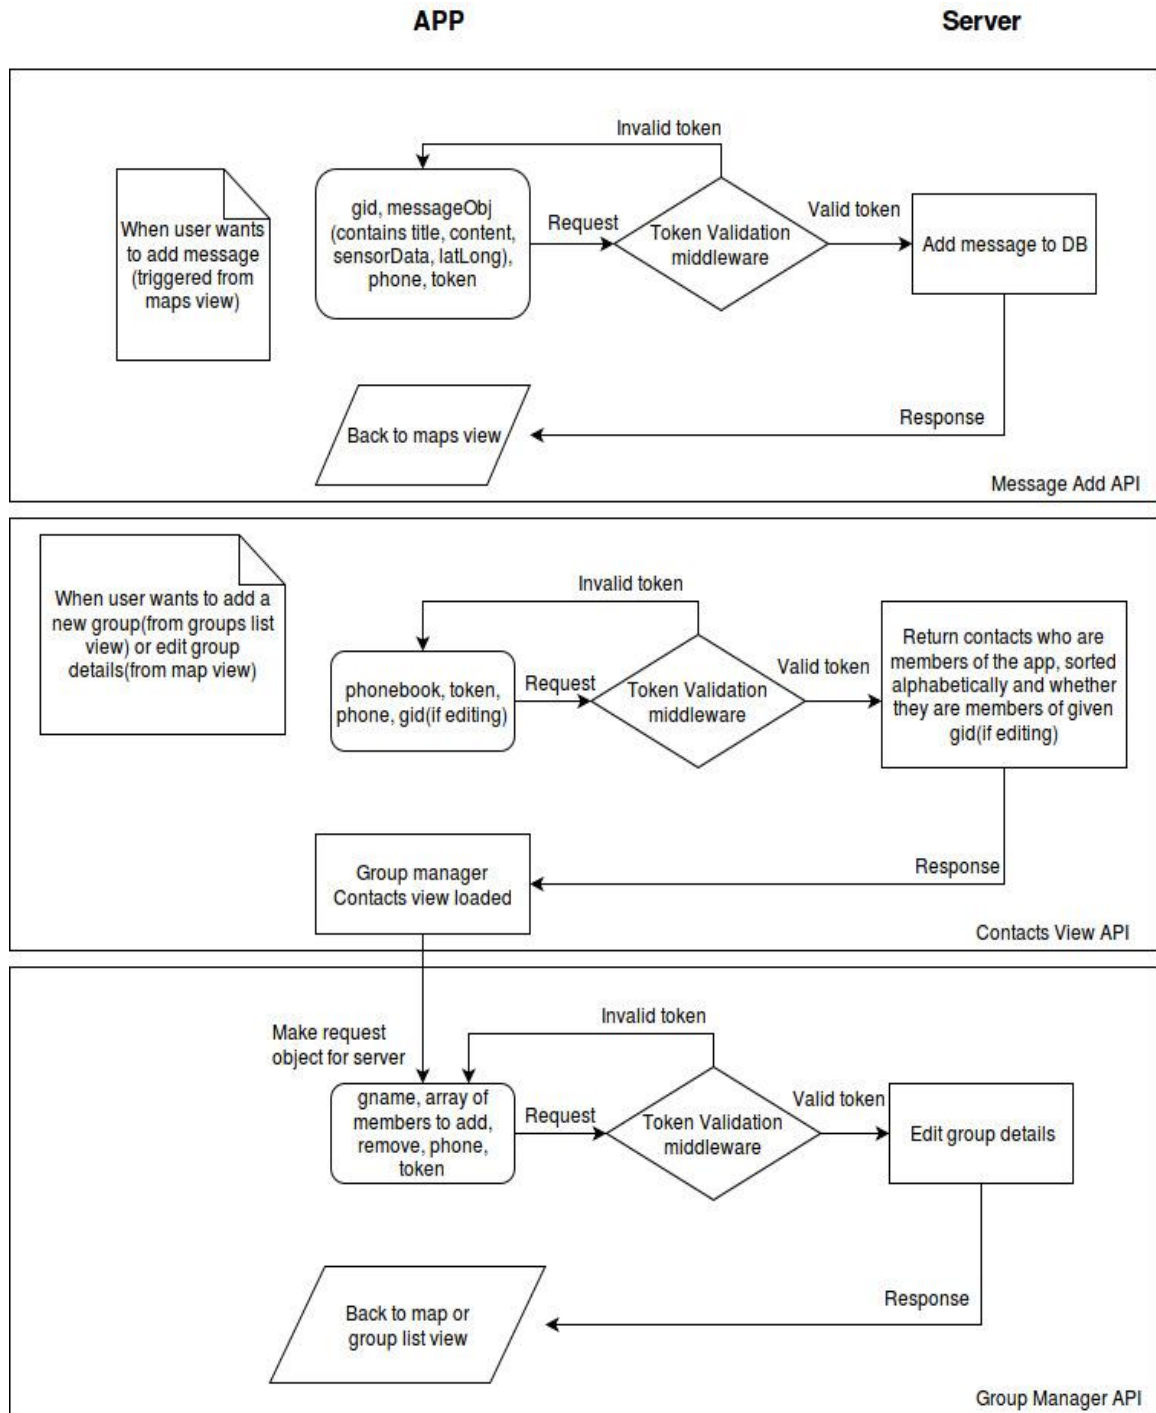 APP
Server
Invalid token
When user wants
to add message
(triggered from
maps view)
gid, messageObj
(contains title, content,
sensorData, latLong),
phone, token
Request
Token Validation
middleware
Valid token
Add message to DB
Back to maps view
Response
Message Add API
When user wants to add a
new group(from groups list
view) or edit group
details(from map view)
Invalid token
phonebook, token,
phone, gid(if editing)
Request
Token Validation
middleware
Valid token
Return contacts who are
members of the app, sorted
alphabetically and whether
they are members of given
gid(if editing)
Group manager
Contacts view loaded
Response
Contacts View API
Make request
object for server
Invalid token
gname, array of
members to add,
remove, phone,
token
Request
Token Validation
middleware
Valid token
Edit group details
Back to map or
group list view
Response
Group Manager API